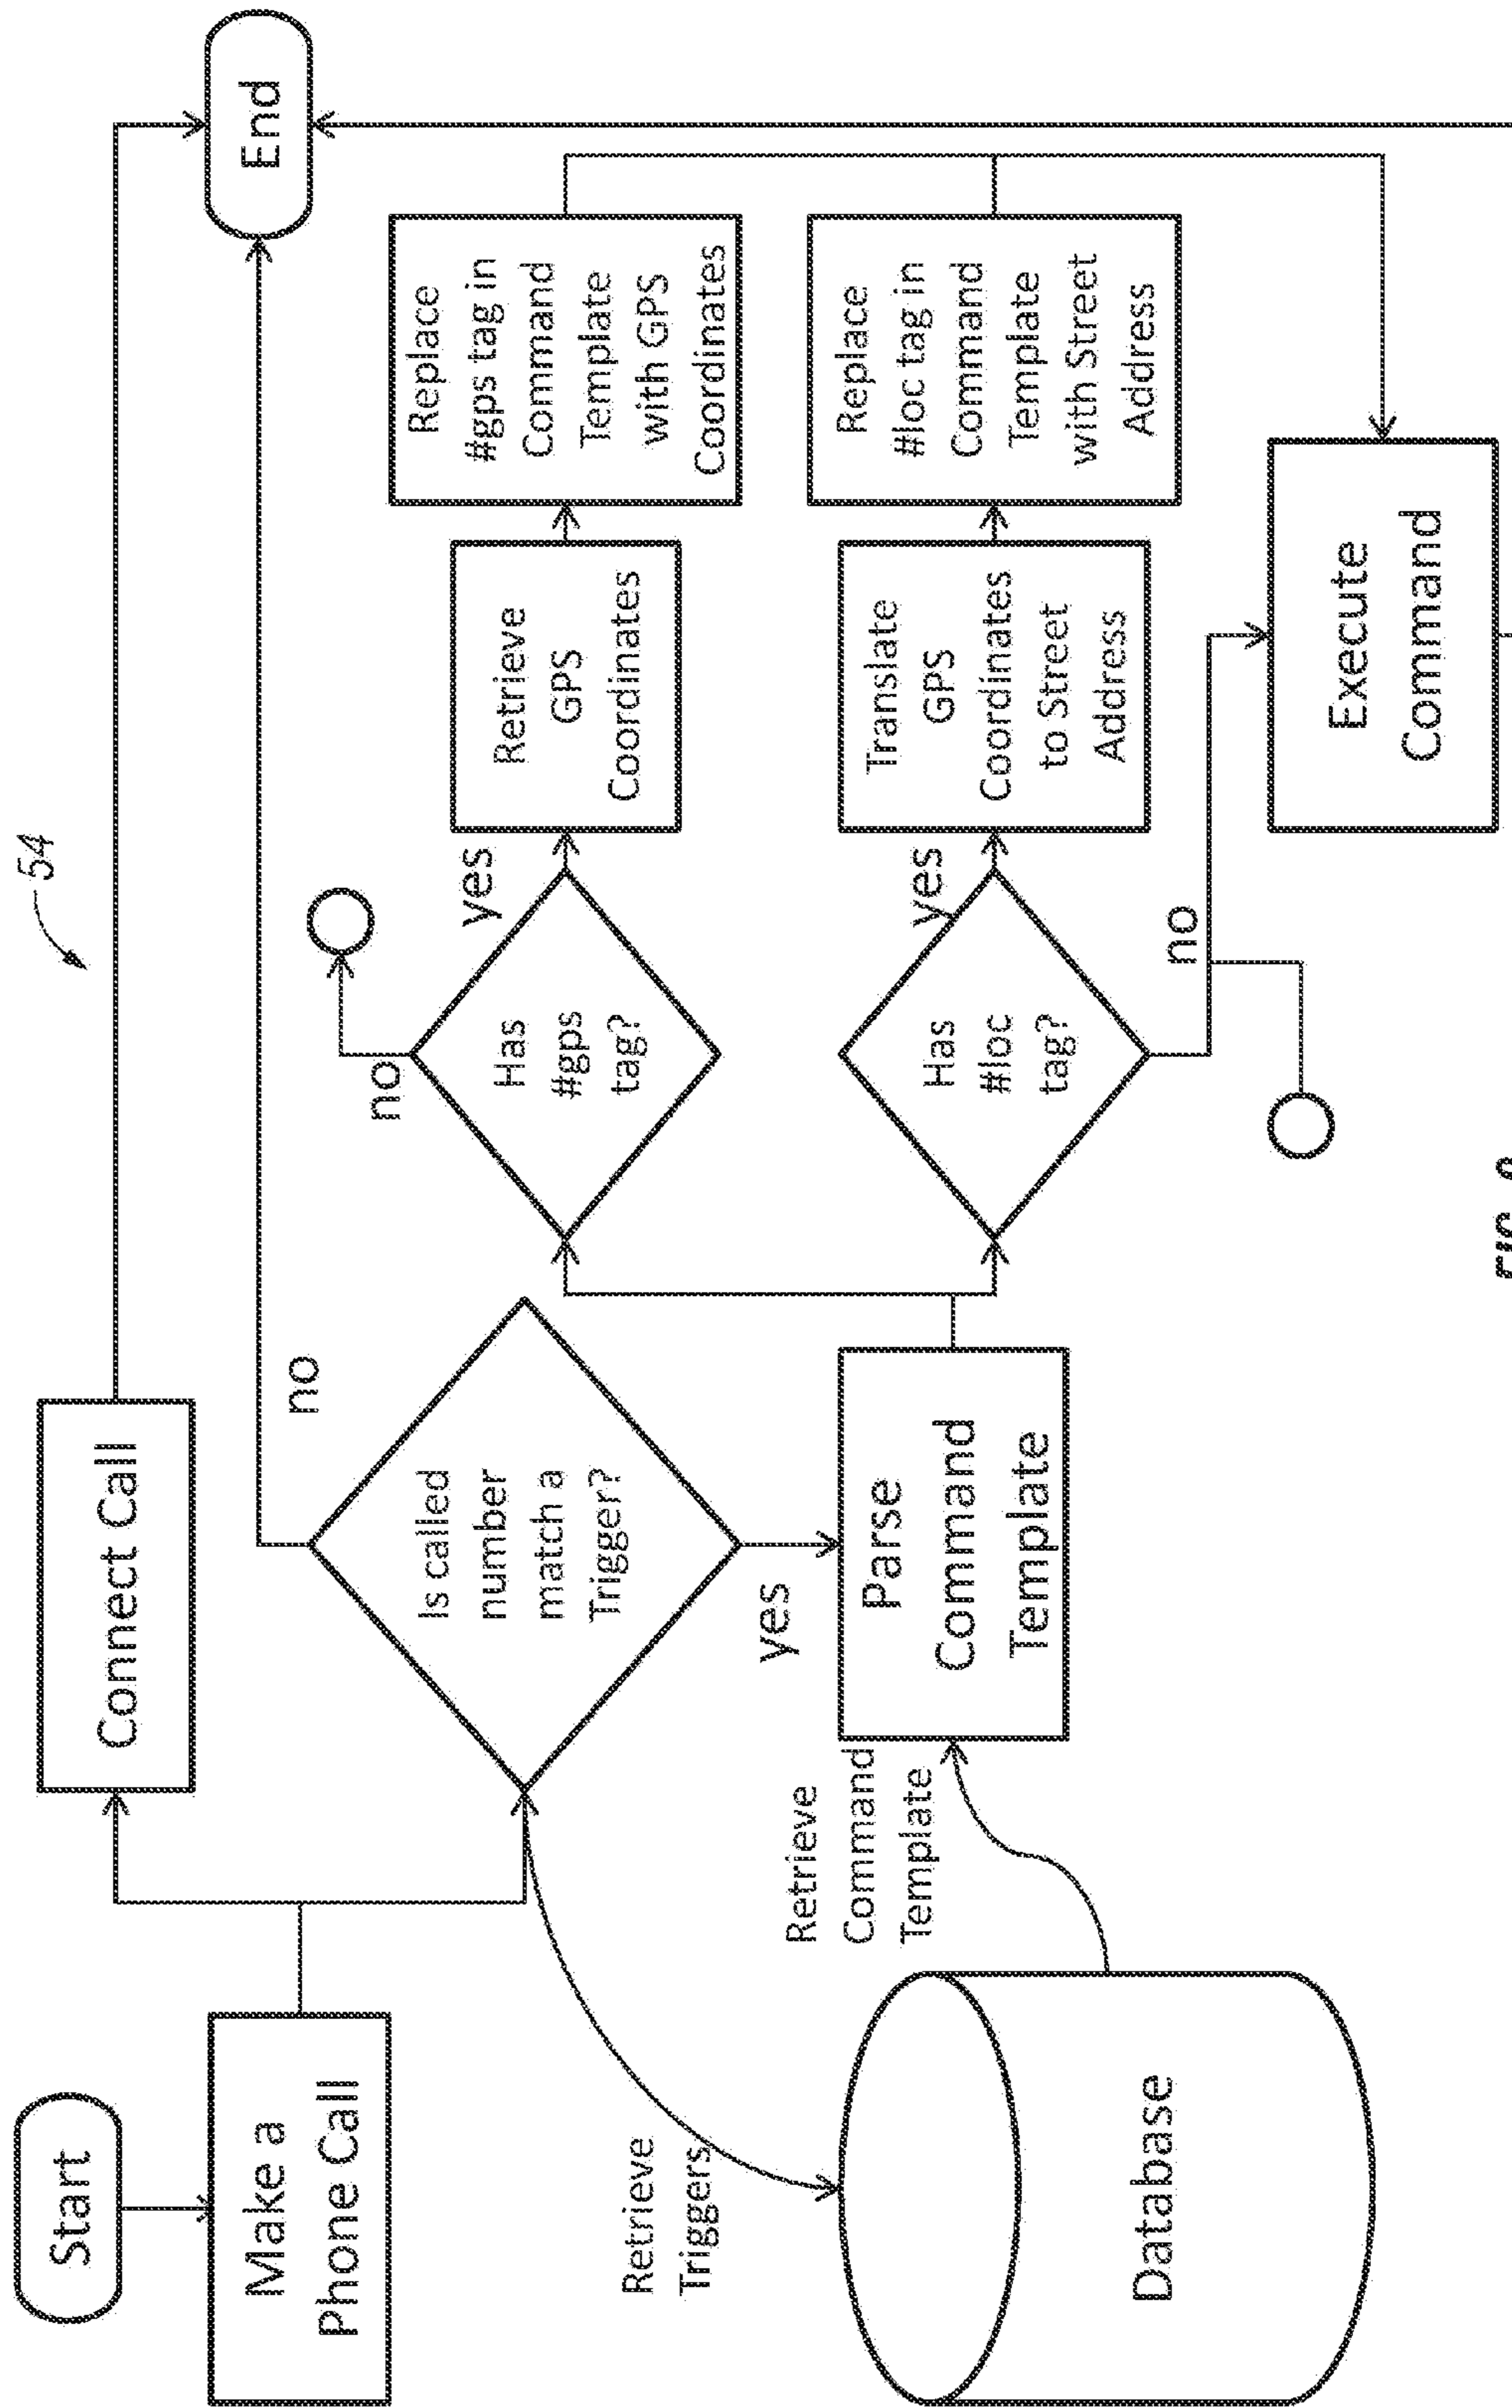 54
Start
Make a
Phone Call
Connect Call
End
Is called
number
match a
Trigger?
no
yes
Retrieve
Triggers
Database
Retrieve
Command
Template
Parse
Command
Template
Has
#gps
tag?
no
yes
Retrieve
GPS
Coordinates
Replace
#gps tag in
Command
Template
with GPS
Coordinates
Has
#loc
tag?
yes
no
Translate
GPS
Coordinates
to Street
Address
Replace
#loc tag in
Command
Template
with Street
Address
Execute
Command